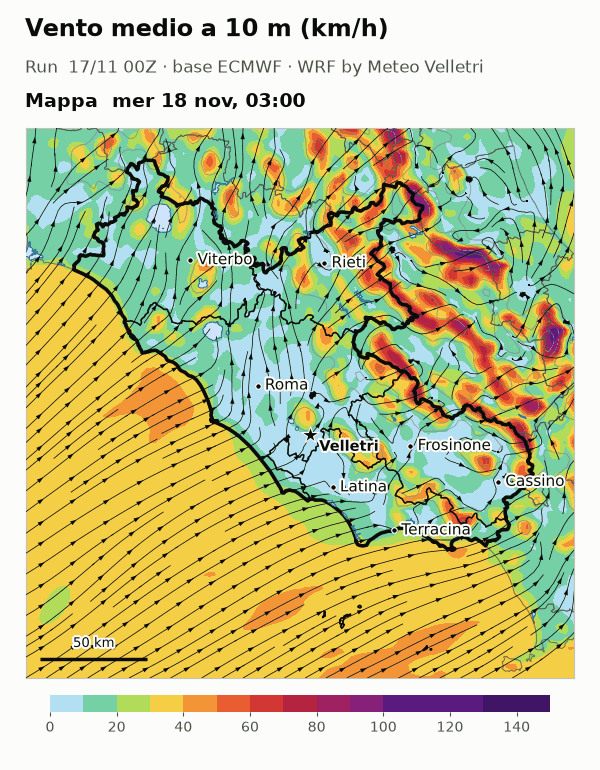 Vento medio a 10 m (km/h)
Run  17/11 00Z · base ECMWF · WRF by Meteo Velletri
Mappa  mer 18 nov, 03:00
Viterbo
Rieti
Roma
Velletri
Frosinone
Latina
Cassino
Terracina
50 km
0 20 40 60 80 100 120 140